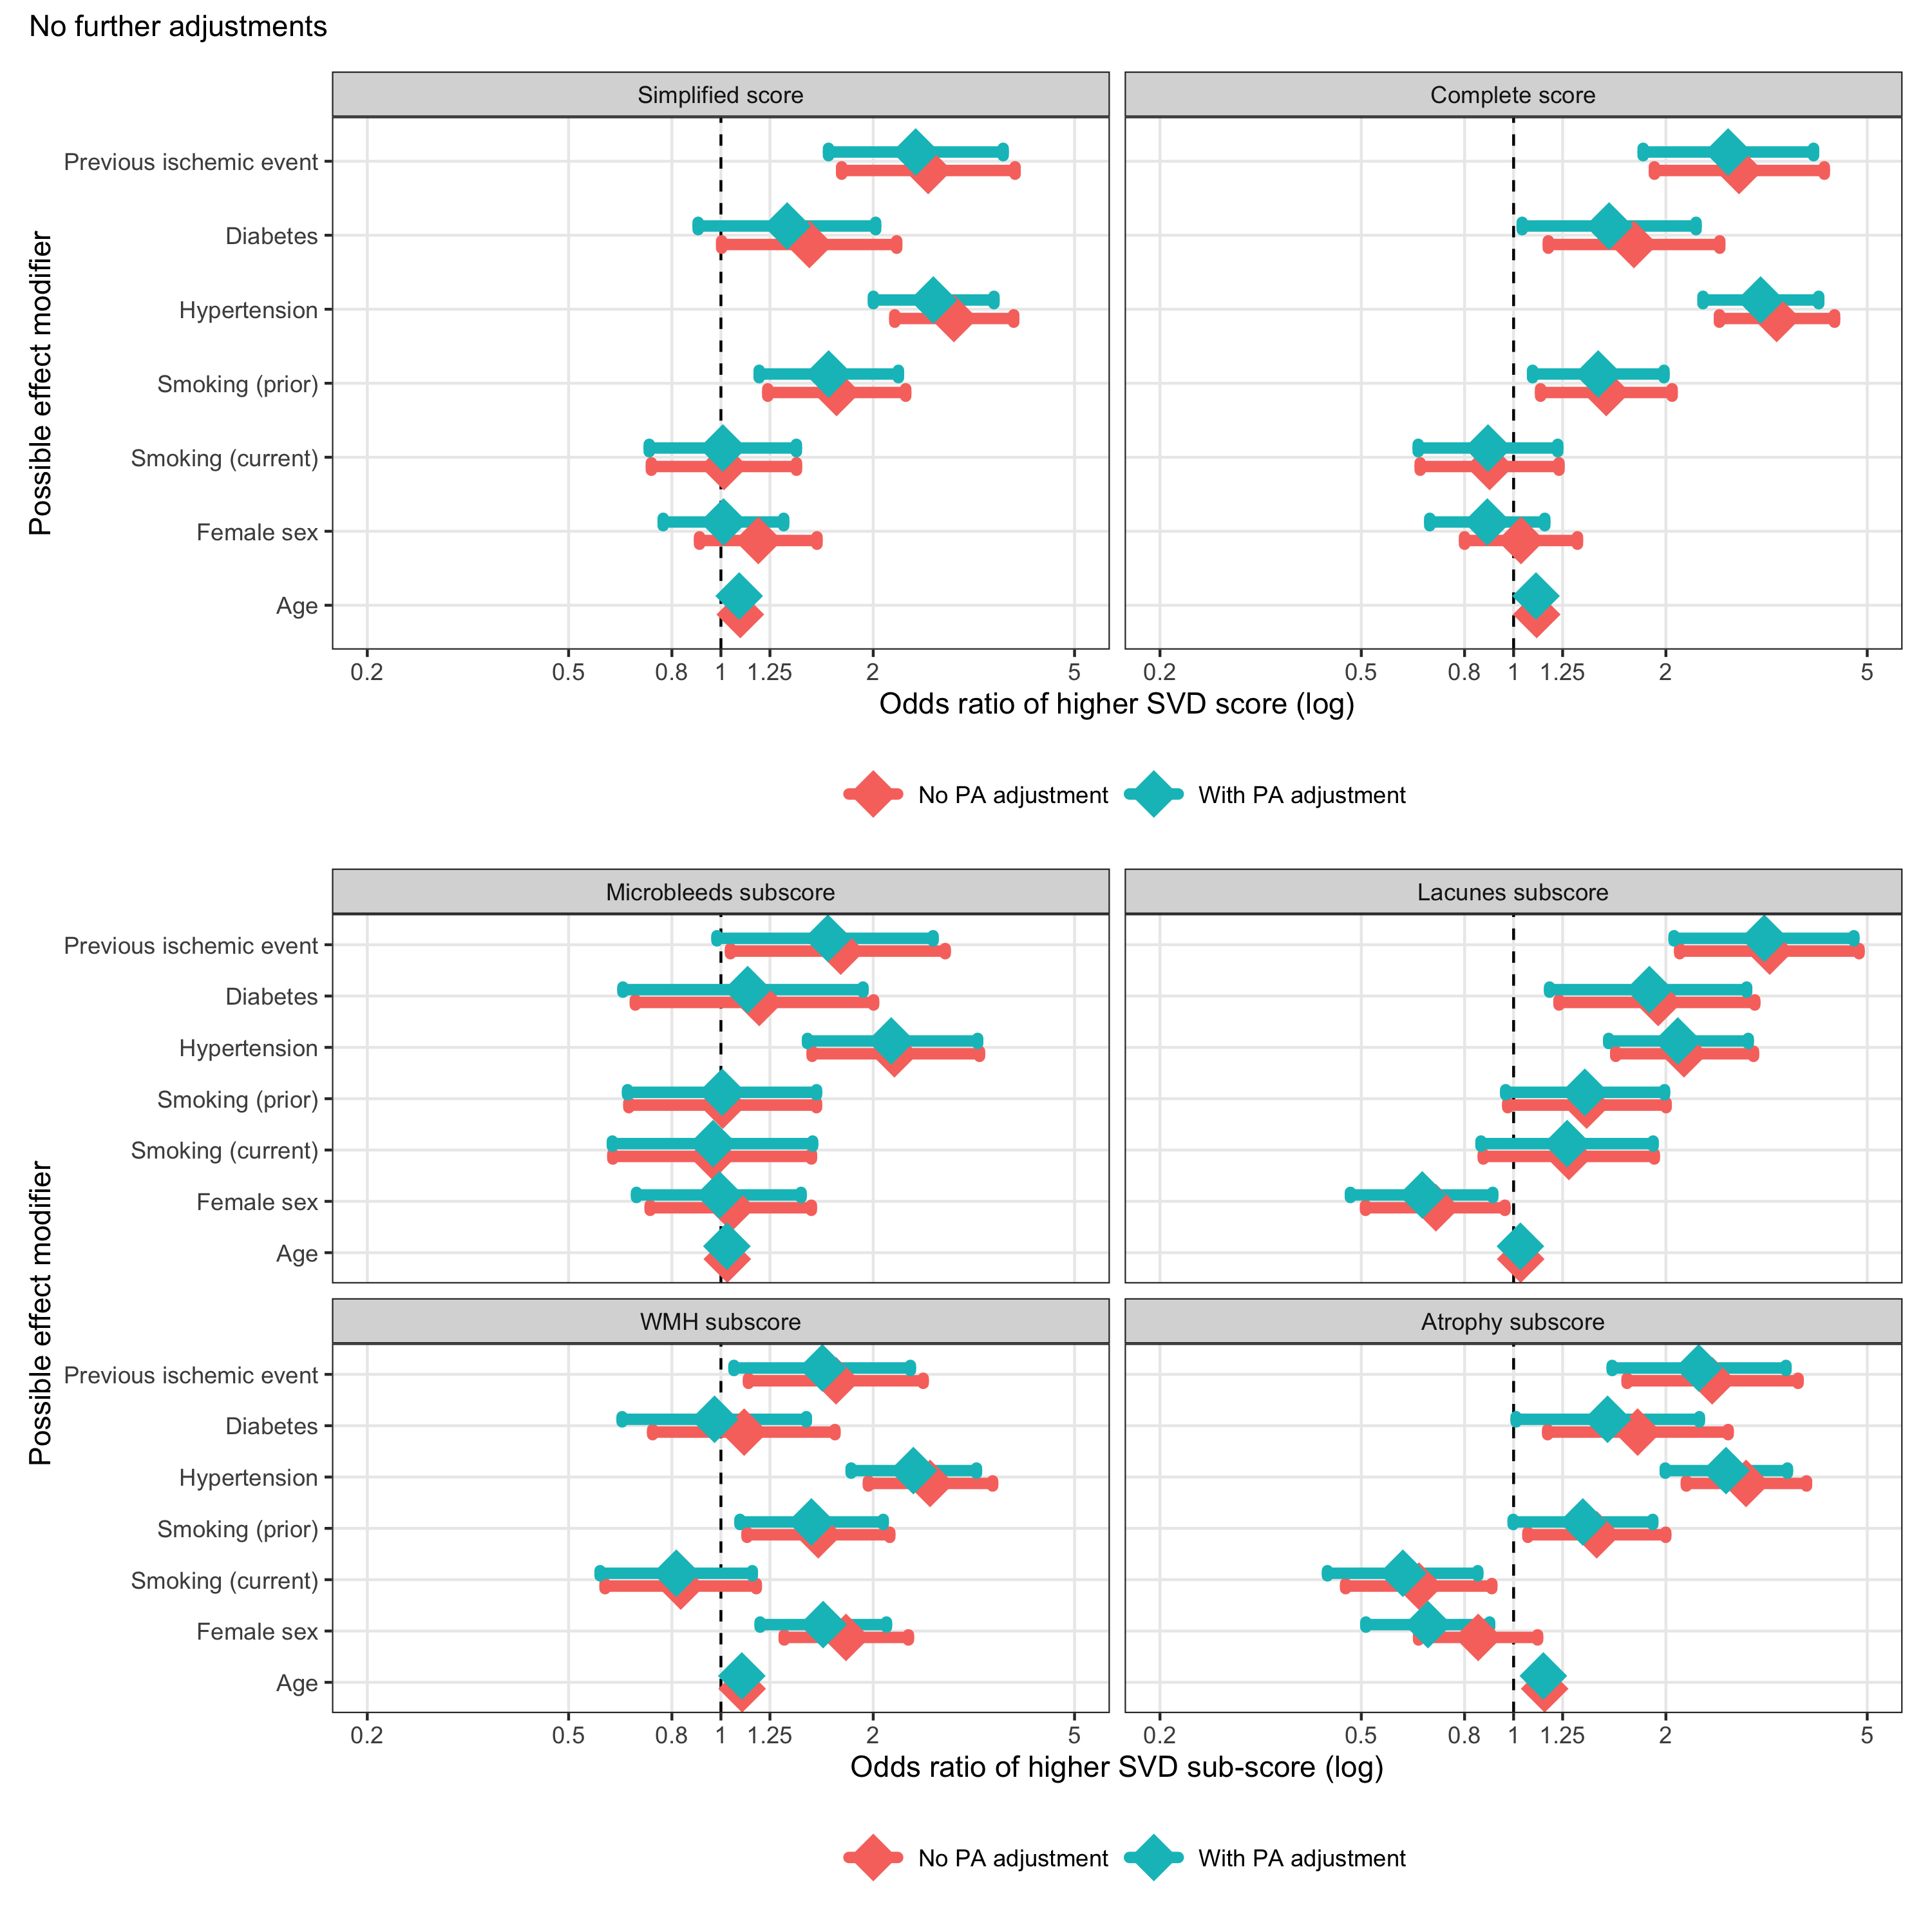 No further adjustments
Simplified score
Complete score
Possible effect modifier
Previous ischemic event
Diabetes
Hypertension
Smoking (prior)
Smoking (current)
Female sex
Age
0.2 0.5 0.8 1 1.25 2 5
0.2 0.5 0.8 1 1.25 2 5
Odds ratio of higher SVD score (log)
No PA adjustment With PA adjustment
Microbleeds subscore
Lacunes subscore
Possible effect modifier
Previous ischemic event
Diabetes
Hypertension
Smoking (prior)
Smoking (current)
Female sex
Age
WMH subscore
Atrophy subscore
Previous ischemic event
Diabetes
Hypertension
Smoking (prior)
Smoking (current)
Female sex
Age
0.2 0.5 0.8 1 1.25 2 5
0.2 0.5 0.8 1 1.25 2 5
Odds ratio of higher SVD sub-score (log)
No PA adjustment With PA adjustment